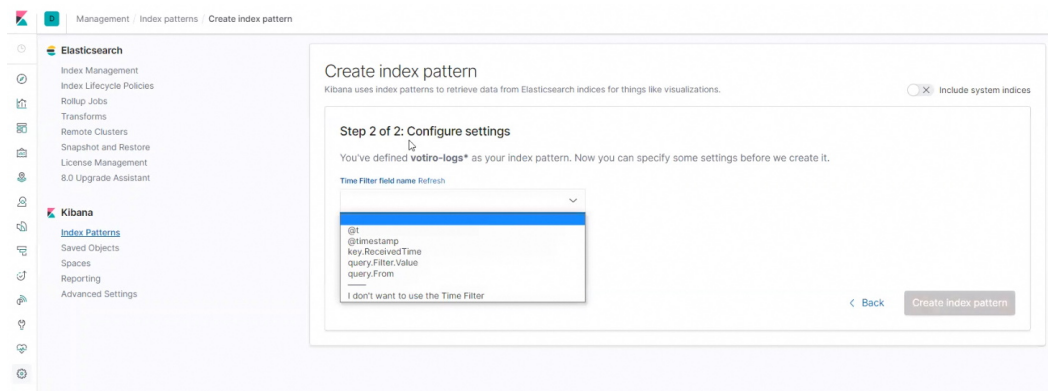 D Management / Index patterns / Create index pattern
Elasticsearch
Index Management
Index Lifecycle Policies
Rollup Jobs
Transforms
Remote Clusters
Snapshot and Restore
License Management
8.0 Upgrade Assistant
Kibana
Index Patterns
Saved Objects
Spaces
Reporting
Advanced Settings
Create index pattern
Kibana uses index patterns to retrieve data from Elasticsearch indices for things like visualizations.
Include system indices
Step 2 of 2: Configure settings
You've defined votiro-logs* as your index pattern. Now you can specify some settings before we create it.
Time Filter field name Refresh
@t
@timestamp
key.ReceivedTime
query.Filter.Value
query.From
I don't want to use the Time Filter
< Back
Create index pattern